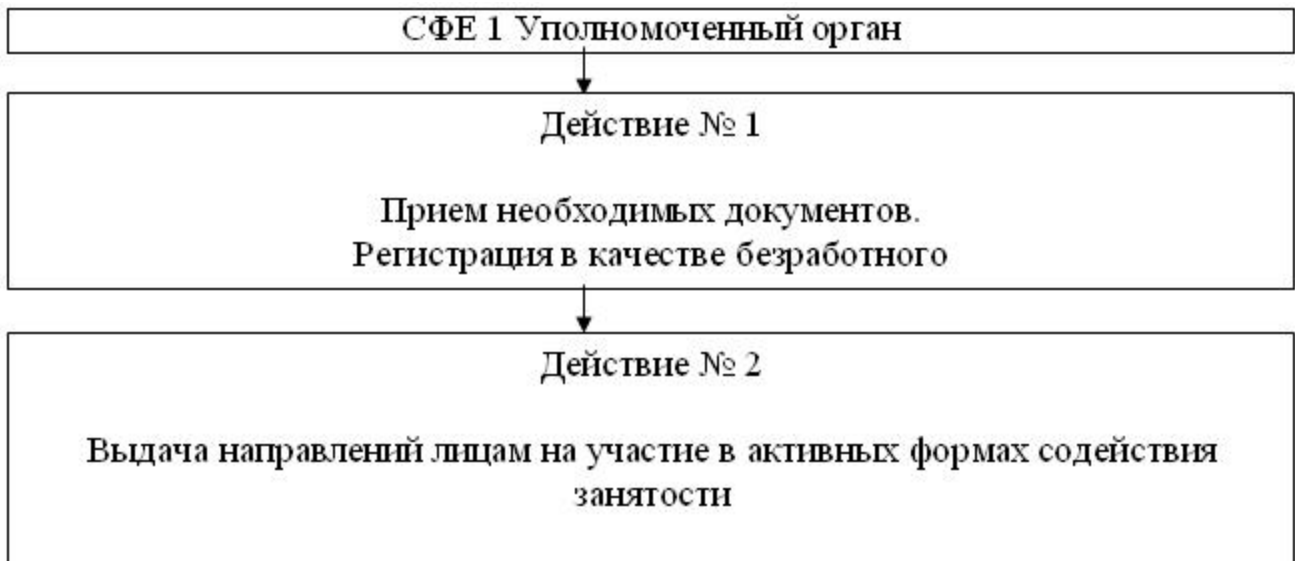 СФЕ 1 Уполномоченный орган
Действие № 1
Прием необходимых документов.
Регистрация в качестве безработного
Действие № 2
Выдача направлений лицам на участие в активных формах содействия
занятости